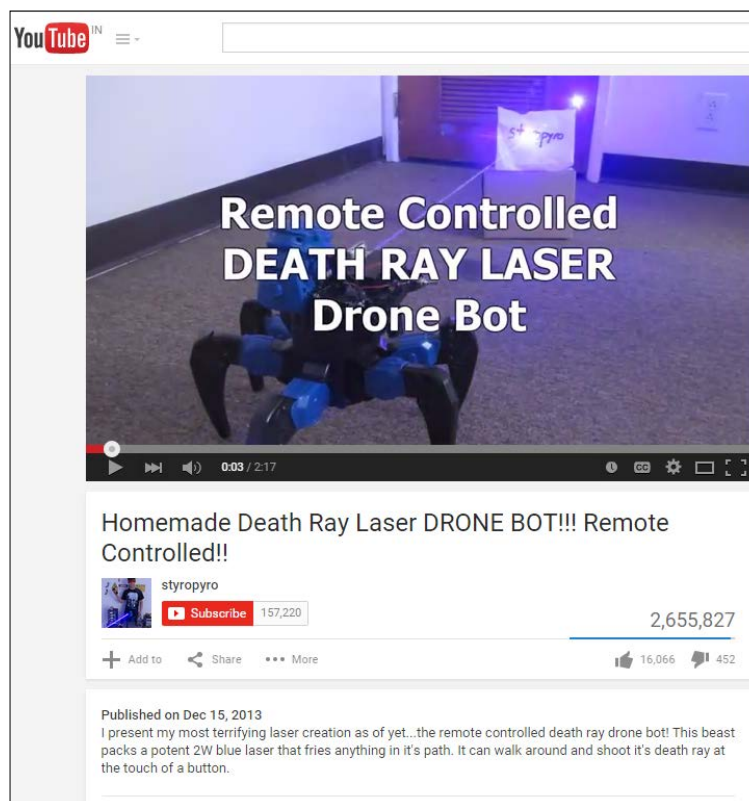 YouTube IN
styropyro
Remote Controlled
DEATH RAY LASER
Drone Bot
0:03 / 2:17
CC
Homemade Death Ray Laser DRONE BOT!!! Remote
Controlled!!
styropyro
Subscribe 157,220
2,655,827
Add to Share More 16,066 452
Published on Dec 15, 2013
I present my most terrifying laser creation as of yet...the remote controlled death ray drone bot! This beast
packs a potent 2W blue laser that fries anything in it's path. It can walk around and shoot it's death ray at
the touch of a button.